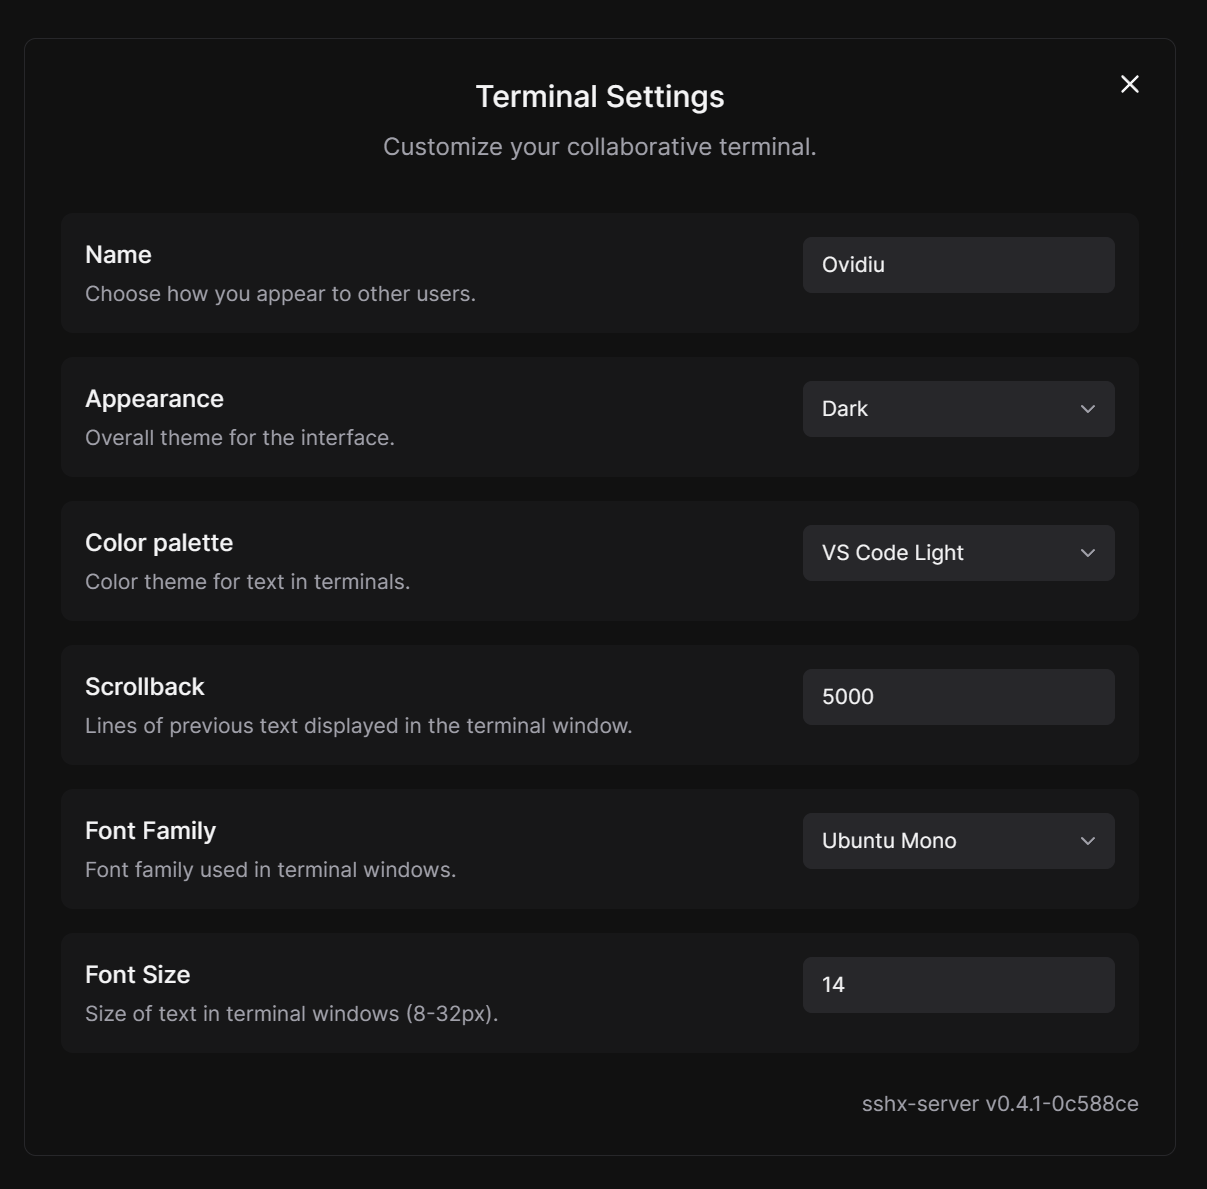 Terminal Settings
Customize your collaborative terminal.
Name
Choose how you appear to other users.
Ovidiu
Appearance
Overall theme for the interface.
Dark
Color palette
Color theme for text in terminals.
VS Code Light
Scrollback
Lines of previous text displayed in the terminal window.
5000
Font Family
Font family used in terminal windows.
Ubuntu Mono
Font Size
Size of text in terminal windows (8-32px).
14
sshx-server v0.4.1-0c588ce